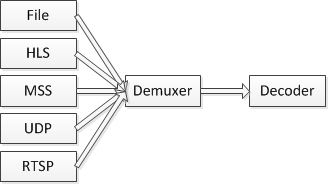 File
HLS
MSS
UDP
RTSP
Demuxer
Decoder